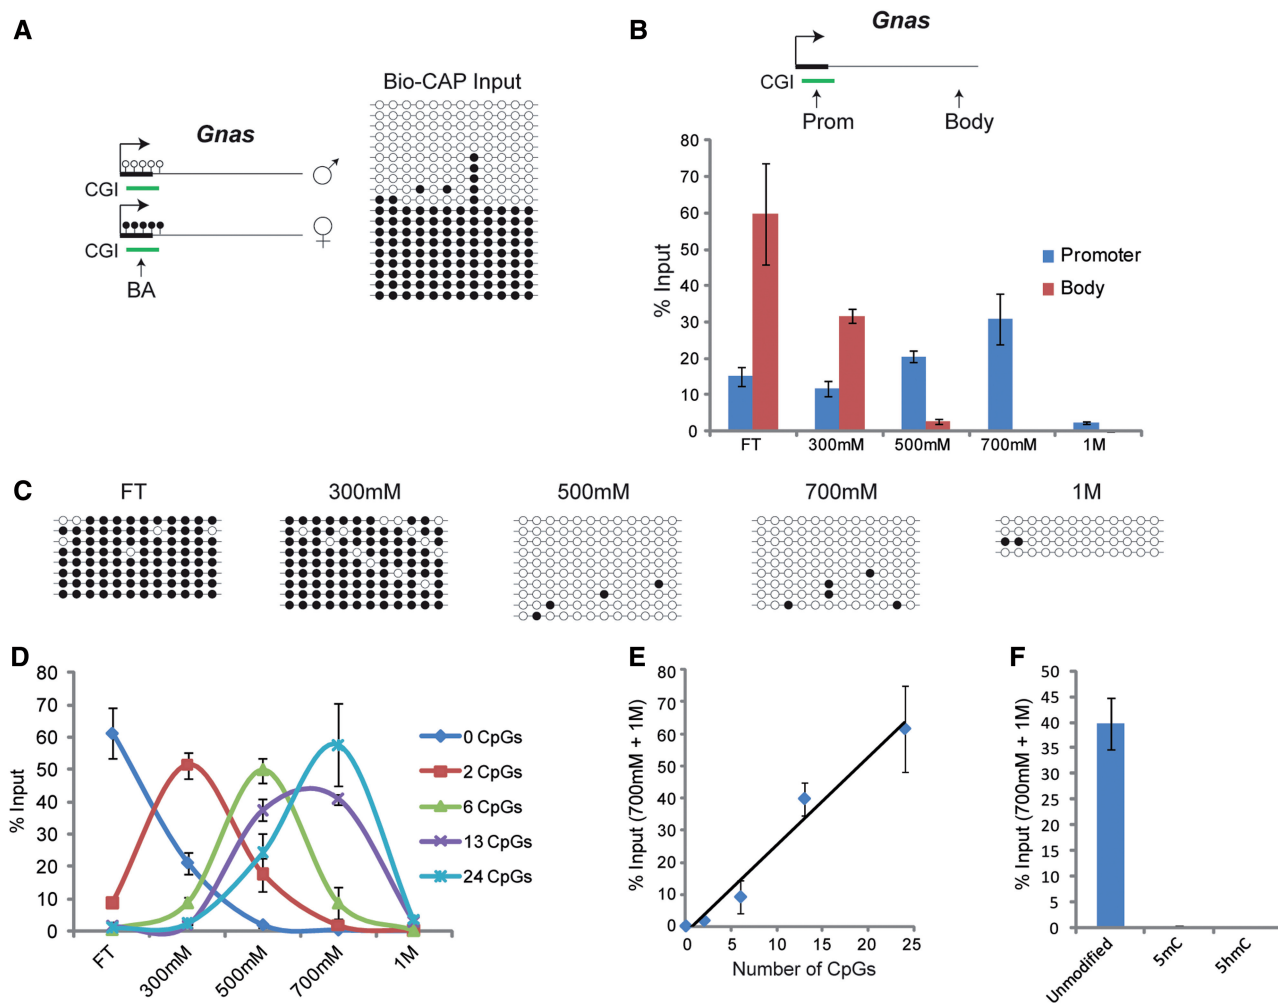 A
Bio-CAP Input
Gnas
CGI
♂
CGI
♀
BA
B
Gnas
CGI
Prom
Body
% Input
80
70
60
50
40
30
20
10
0
FT
300mM
500mM
700mM
1M
Promoter
Body
C
FT
300mM
500mM
700mM
1M
D
% Input
80
70
60
50
40
30
20
10
0
FT
300mM
500mM
700mM
1M
0 CpGs
2 CpGs
6 CpGs
13 CpGs
24 CpGs
E
% Input (700mM + 1M)
80
70
60
50
40
30
20
10
0
0
5
10
15
20
25
Number of CpGs
F
% Input (700mM + 1M)
50
45
40
35
30
25
20
15
10
5
0
Unmodified
5mC
5hmC